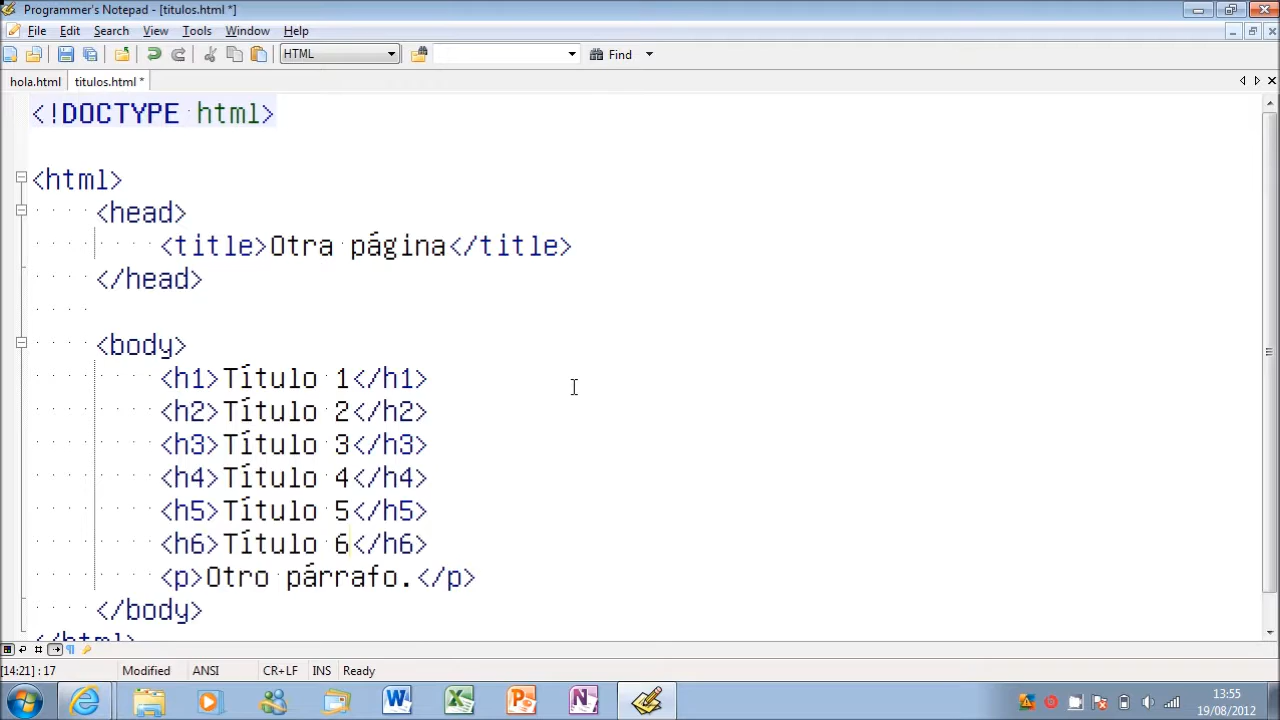 Programmer's Notepad - [titulos.html *]
File Edit Search View Tools Window Help
HTML Find
hola.html titulos.html *
<!DOCTYPE html>
<html>
<head>
<title>Otra página</title>
</head>
<body>
<h1>Título 1</h1>
<h2>Título 2</h2>
<h3>Título 3</h3>
<h4>Título 4</h4>
<h5>Título 5</h5>
<h6>Título 6</h6>
<p>Otro párrafo.</p>
</body>
</html>
[14:21] : 17 Modified ANSI CR+LF INS Ready
13:55
19/08/2012